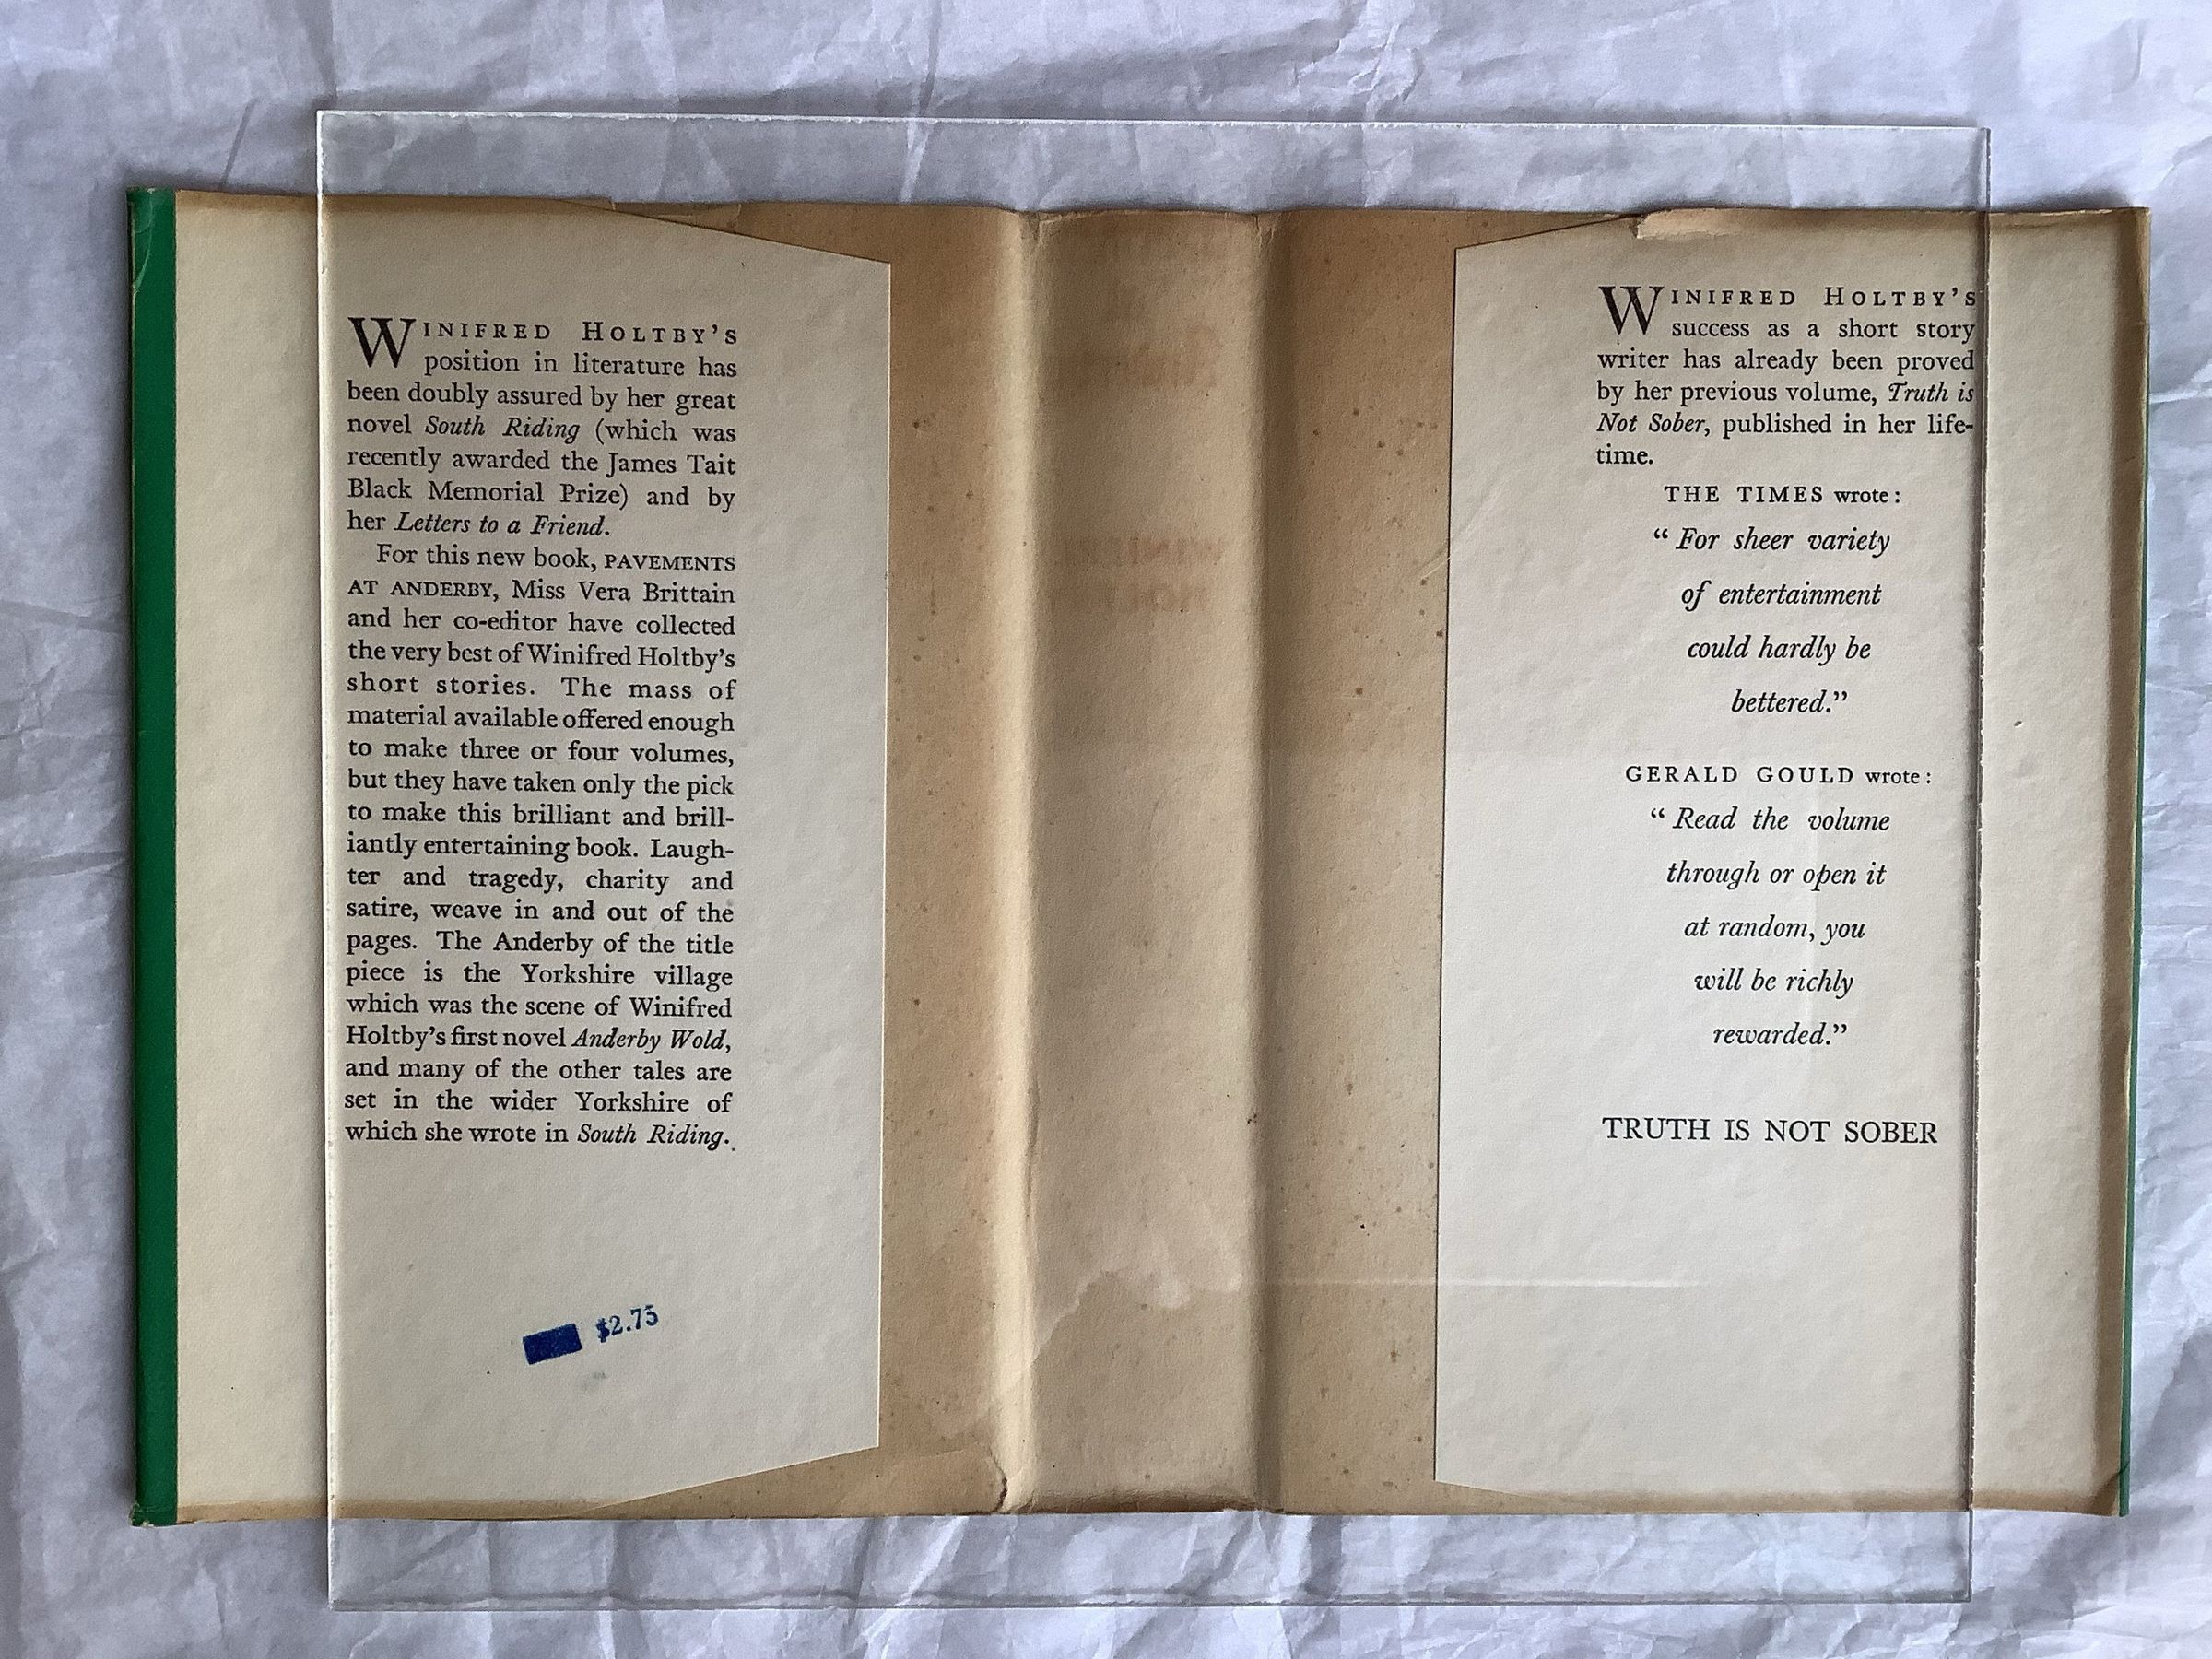 WINIFRED HOLTBY'S
position in literature has
been doubly assured by her great
novel South Riding (which was
recently awarded the James Tait
Black Memorial Prize) and by
her Letters to a Friend.
For this new book, PAVEMENTS
AT ANDERBY, Miss Vera Brittain
and her co-editor have collected
the very best of Winifred Holtby's
short stories. The mass of
material available offered enough
to make three or four volumes,
but they have taken only the pick
to make this brilliant and brill-
iantly entertaining book. Laugh-
ter and tragedy, charity and
satire, weave in and out of the
pages. The Anderby of the title
piece is the Yorkshire village
which was the scene of Winifred
Holtby's first novel Anderby Wold,
and many of the other tales are
set in the wider Yorkshire of
which she wrote in South Riding.
$2.75
WINIFRED HOLTBY'S
success as a short story
writer has already been proved
by her previous volume, Truth is
Not Sober, published in her life-
time.
THE TIMES wrote:
"For sheer variety
of entertainment
could hardly be
bettered."
GERALD GOULD wrote:
"Read the volume
through or open it
at random, you
will be richly
rewarded."
TRUTH IS NOT SOBER